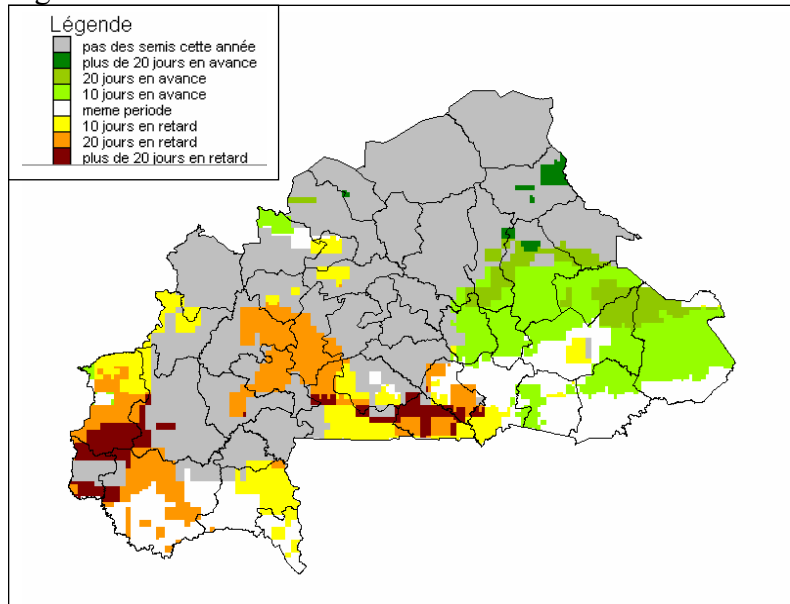 Légende
pas des semis cette année
plus de 20 jours en avance
20 jours en avance
10 jours en avance
meme periode
10 jours en retard
20 jours en retard
plus de 20 jours en retard